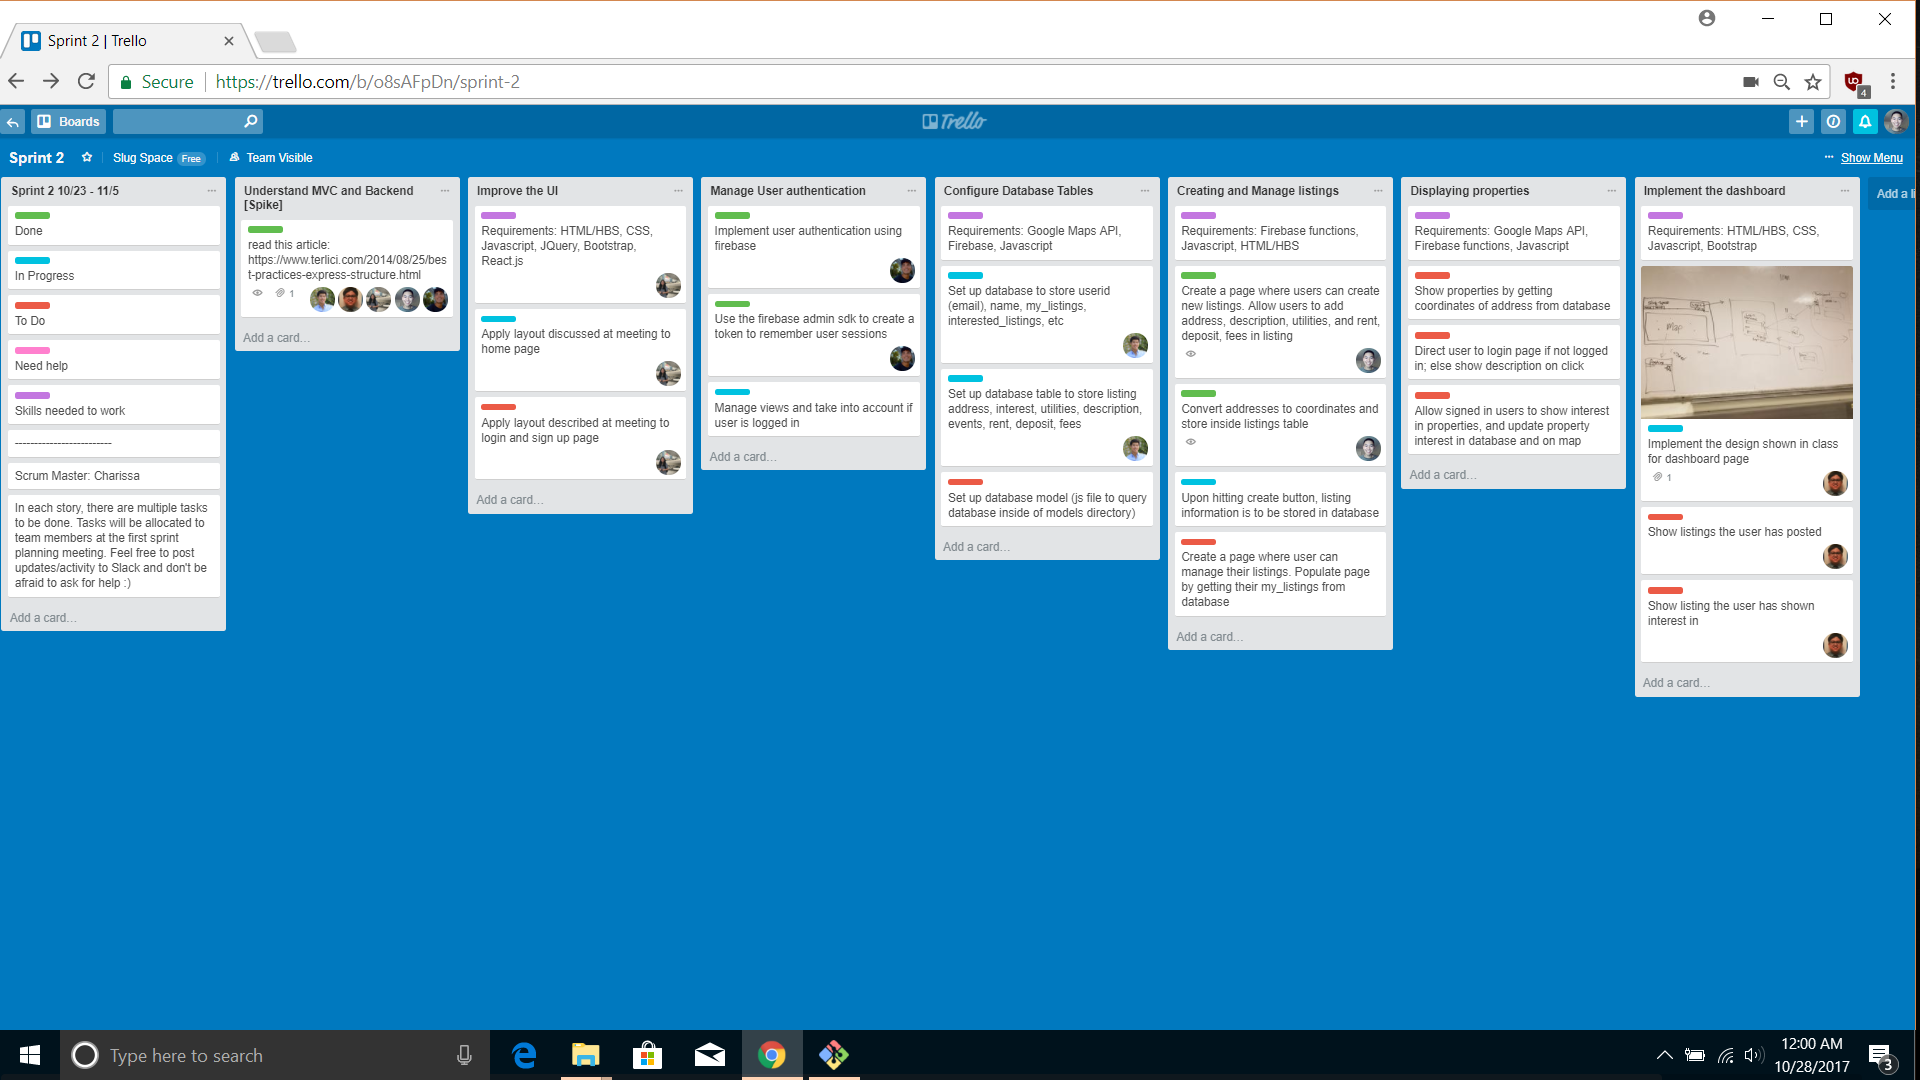 Sprint 2 | Trello
Secure
https://trello.com/b/o8sAFpDn/sprint-2
4
Boards
Trello
Sprint 2
Slug Space
Free
Team Visible
Show Menu
Sprint 2 10/23 - 11/5
Done
In Progress
To Do
Need help
Skills needed to work
--------------------------
Scrum Master: Charissa
In each story, there are multiple tasks
to be done. Tasks will be allocated to
team members at the first sprint
planning meeting. Feel free to post
updates/activity to Slack and don't be
afraid to ask for help :)
Add a card...
Understand MVC and Backend
[Spike]
read this article:
https://www.terlici.com/2014/08/25/bes
t-practices-express-structure.html
1
Add a card...
Improve the UI
Requirements: HTML/HBS, CSS,
Javascript, JQuery, Bootstrap,
React.js
Apply layout discussed at meeting to
home page
Apply layout described at meeting to
login and sign up page
Add a card...
Manage User authentication
Implement user authentication using
firebase
Use the firebase admin sdk to create a
token to remember user sessions
Manage views and take into account if
user is logged in
Add a card...
Configure Database Tables
Requirements: Google Maps API,
Firebase, Javascript
Set up database to store userid
(email), name, my_listings,
interested_listings, etc
Set up database table to store listing
address, interest, utilities, description,
events, rent, deposit, fees
Set up database model (js file to query
database inside of models directory)
Add a card...
Creating and Manage listings
Requirements: Firebase functions,
Javascript, HTML/HBS
Create a page where users can create
new listings. Allow users to add
address, description, utilities, and rent,
deposit, fees in listing
Convert addresses to coordinates and
store inside listings table
Upon hitting create button, listing
information is to be stored in database
Create a page where user can
manage their listings. Populate page
by getting their my_listings from
database
Add a card...
Displaying properties
Requirements: Google Maps API,
Firebase functions, Javascript
Show properties by getting
coordinates of address from database
Direct user to login page if not logged
in; else show description on click
Allow signed in users to show interest
in properties, and update property
interest in database and on map
Add a card...
Implement the dashboard
Requirements: HTML/HBS, CSS,
Javascript, Bootstrap
Map
Implement the design shown in class
for dashboard page
1
Show listings the user has posted
Show listing the user has shown
interest in
Add a card...
Add a li
Type here to search
12:00 AM
10/28/2017
3